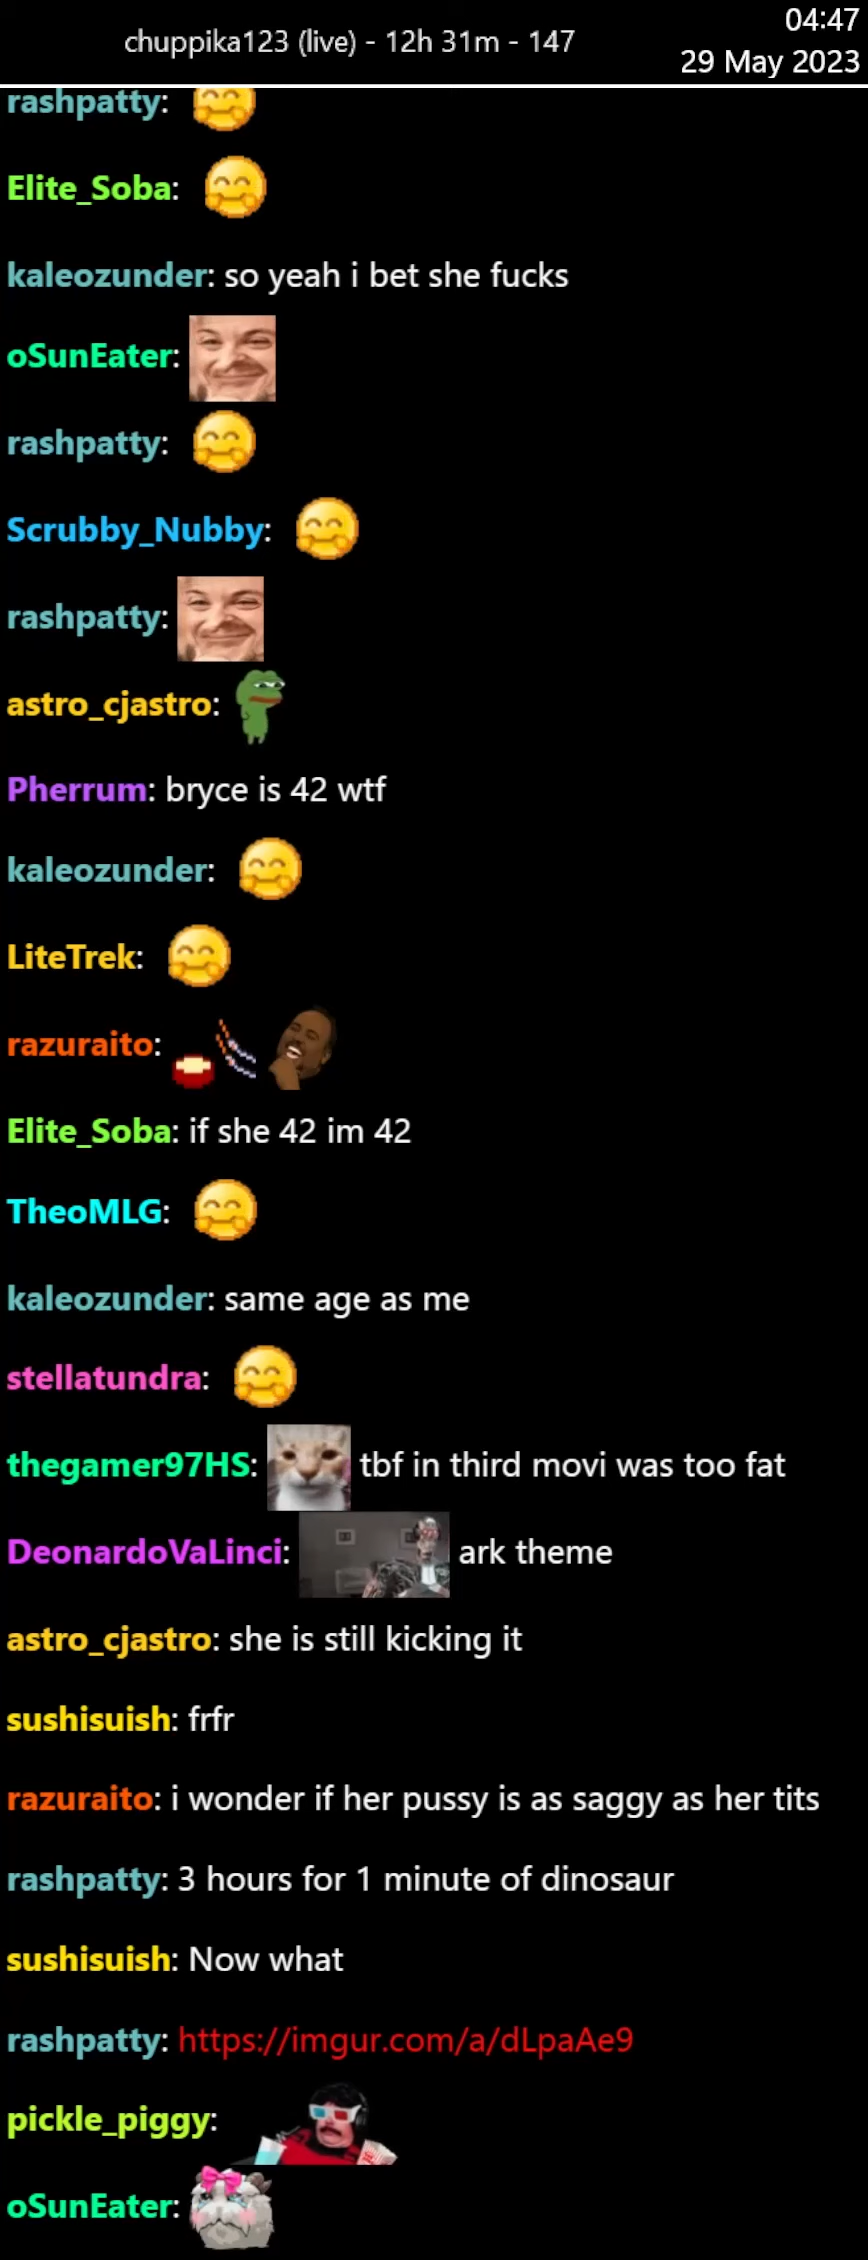 chuppika123 (live) - 12h 31m - 147
04:47
29 May 2023
rashpatty:
Elite_Soba:
kaleozunder: so yeah i bet she fucks
oSunEater:
rashpatty:
Scrubby_Nubby:
rashpatty:
astro_cjastro:
Pherrum: bryce is 42 wtf
kaleozunder:
LiteTrek:
razuraito:
Elite_Soba: if she 42 im 42
TheoMLG:
kaleozunder: same age as me
stellatundra:
thegamer97HS: tbf in third movi was too fat
DeonardoVaLinci: ark theme
astro_cjastro: she is still kicking it
sushisuish: frfr
razuraito: i wonder if her pussy is as saggy as her tits
rashpatty: 3 hours for 1 minute of dinosaur
sushisuish: Now what
rashpatty: https://imgur.com/a/dLpaAe9
pickle_piggy:
oSunEater: